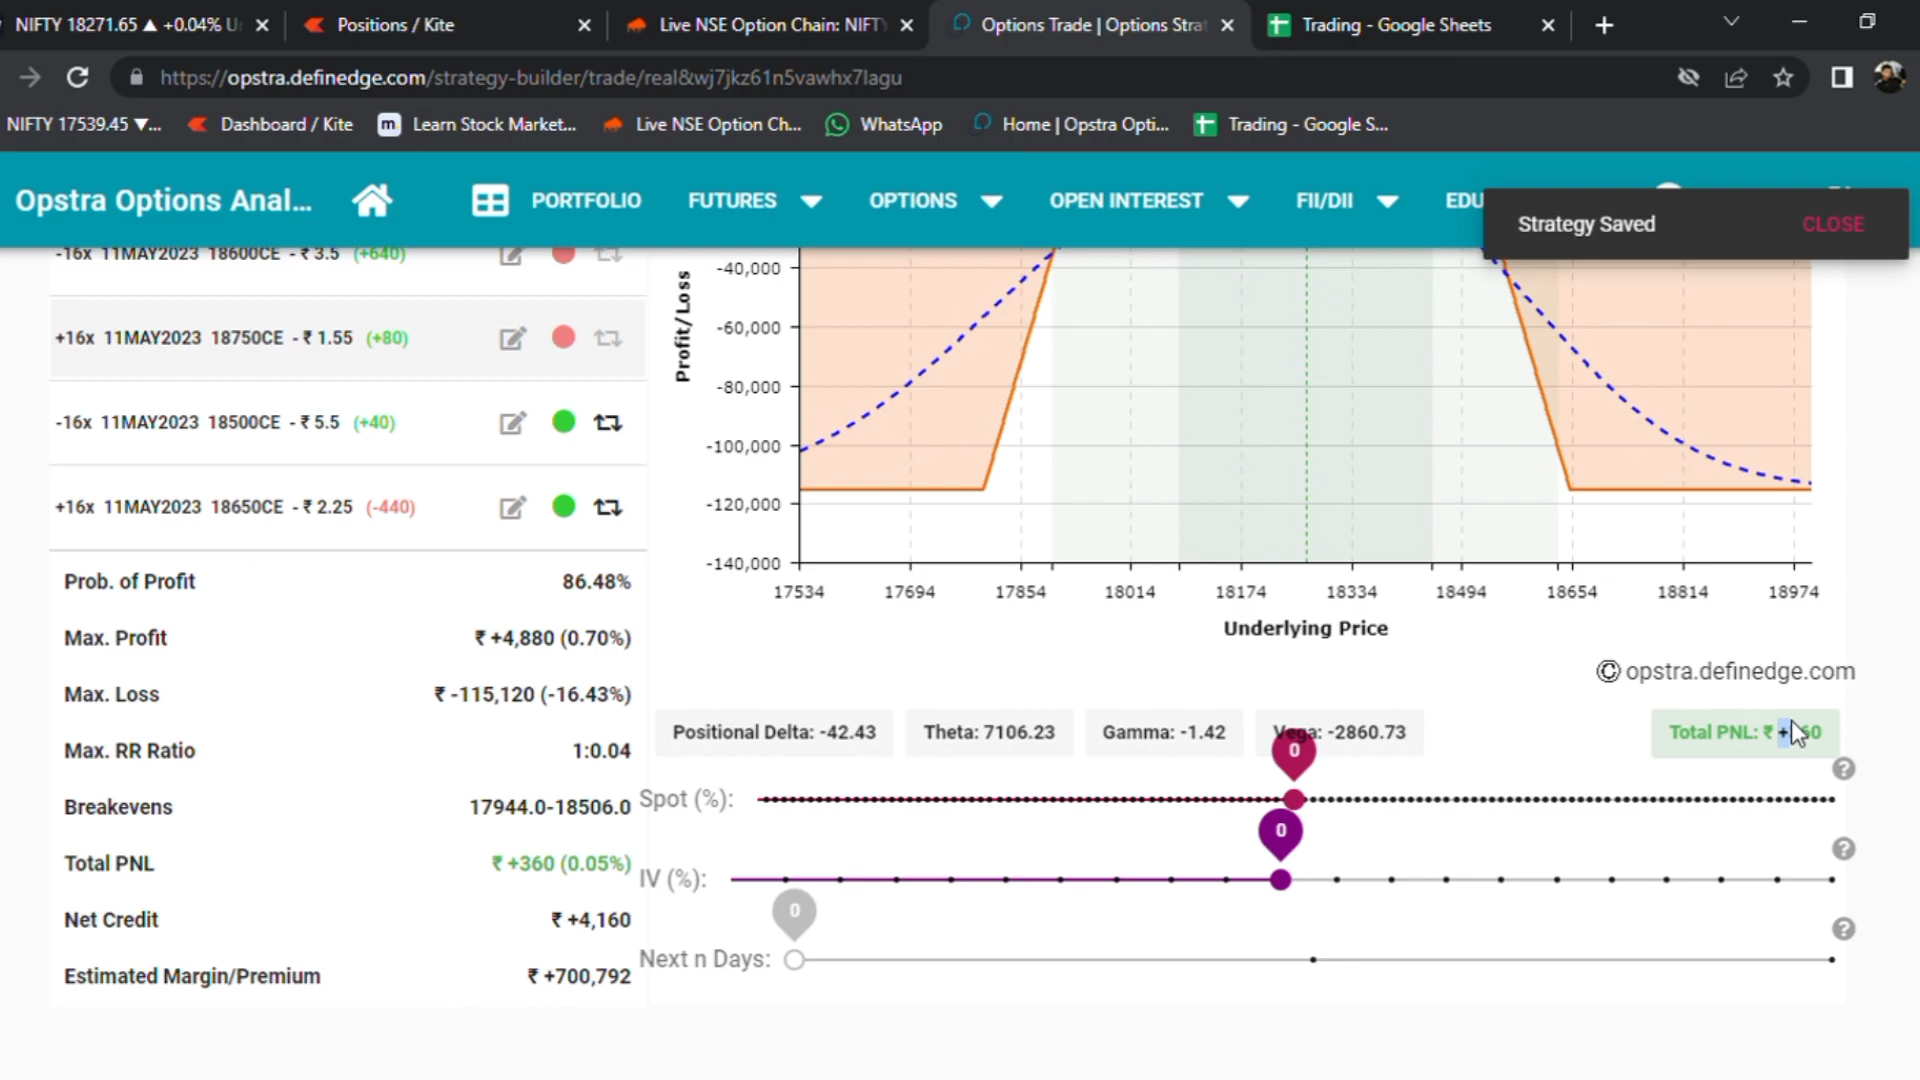 NIFTY 18271.65 ▲ +0.04% U
Positions / Kite
Live NSE Option Chain: NIFTY
Options Trade | Options Strat
Trading - Google Sheets
https://opstra.definedge.com/strategy-builder/trade/real&wj7jkz61n5vawhx7lagu
NIFTY 17539.45 ▼...
Dashboard / Kite
m Learn Stock Market...
Live NSE Option Ch...
WhatsApp
Home | Opstra Opti...
Trading - Google S...
Opstra Options Anal...
PORTFOLIO
FUTURES
OPTIONS
OPEN INTEREST
FII/DII
EDU
Strategy Saved
CLOSE
-16x 11MAY2023 18600CE - ₹ 3.5 (+640)
+16x 11MAY2023 18750CE - ₹ 1.55 (+80)
-16x 11MAY2023 18500CE - ₹ 5.5 (+40)
+16x 11MAY2023 18650CE - ₹ 2.25 (-440)
Prob. of Profit 86.48%
Max. Profit ₹ +4,880 (0.70%)
Max. Loss ₹ -115,120 (-16.43%)
Max. RR Ratio 1:0.04
Breakevens 17944.0-18506.0
Total PNL ₹ +360 (0.05%)
Net Credit ₹ +4,160
Estimated Margin/Premium ₹ +700,792
Profit/Loss
-40,000
-60,000
-80,000
-100,000
-120,000
-140,000
17534 17694 17854 18014 18174 18334 18494 18654 18814 18974
Underlying Price
© opstra.definedge.com
Positional Delta: -42.43
Theta: 7106.23
Gamma: -1.42
Vega: -2860.73
Total PNL: ₹
0
Spot (%):
0
IV (%):
0
Next n Days: